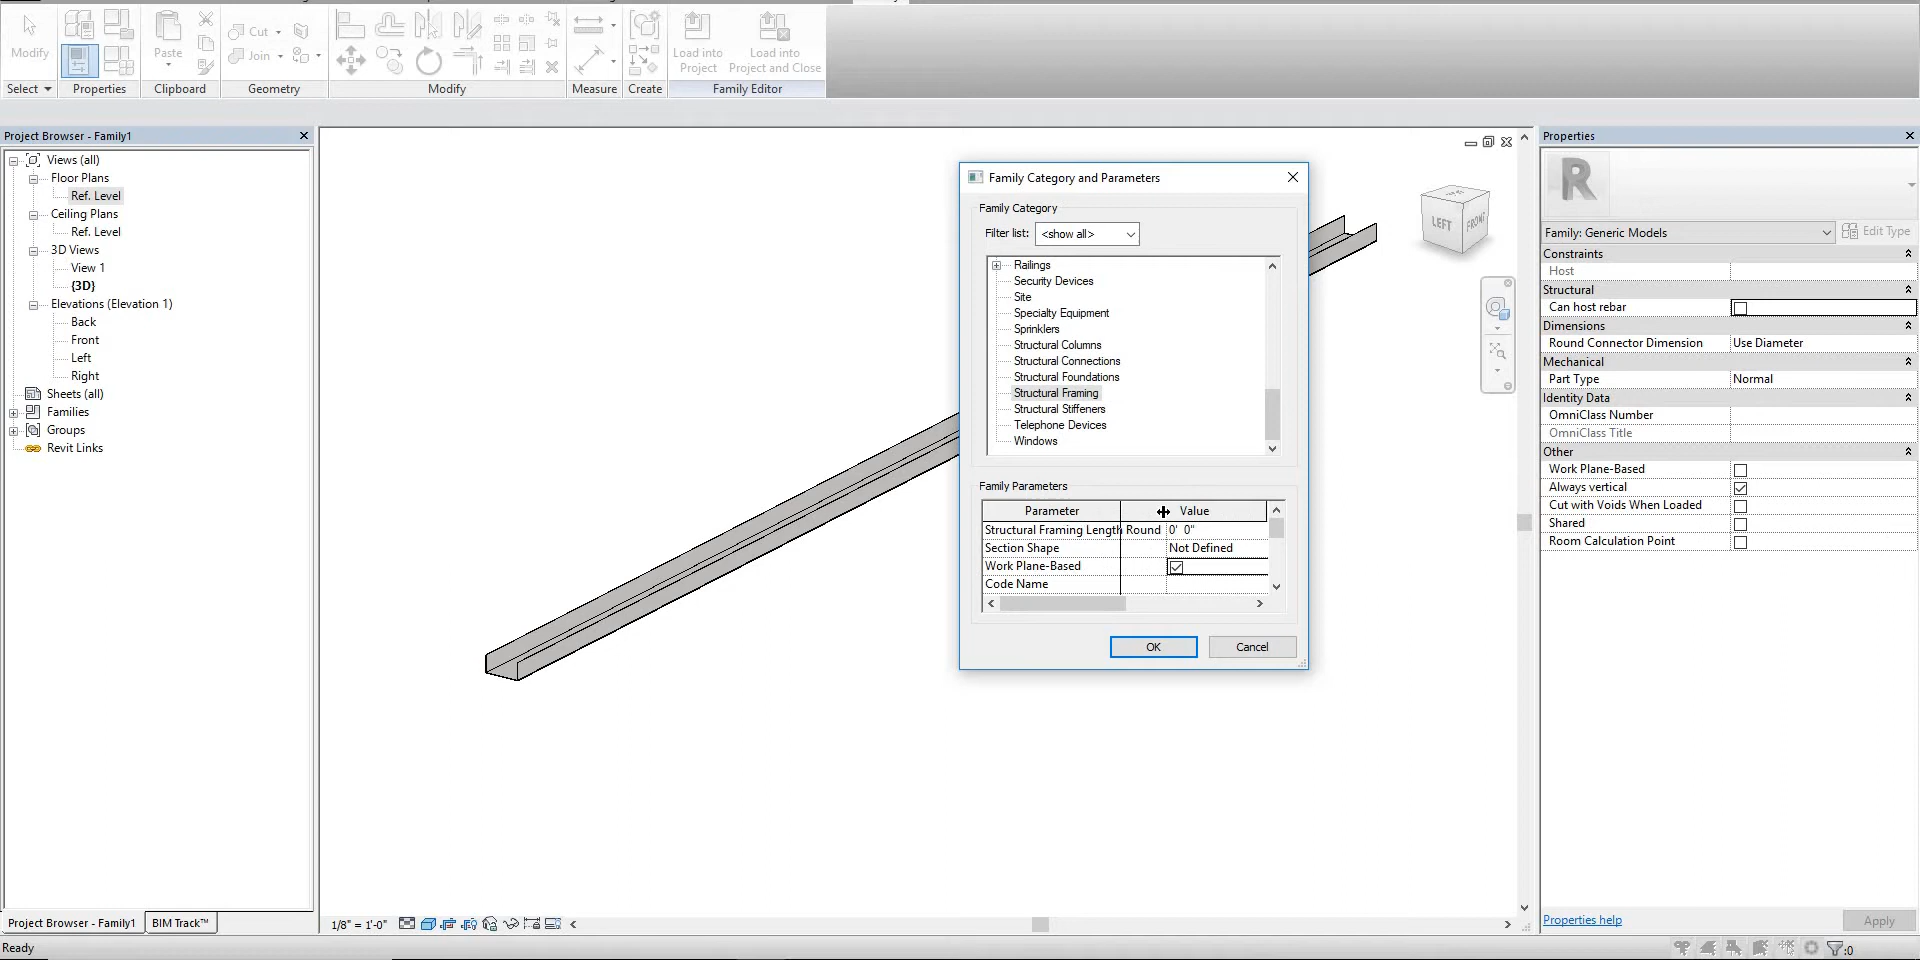 Modify
Cut
Join
Paste
Load into
Project
Load into
Project and Close
Select
Properties
Clipboard
Geometry
Modify
Measure
Create
Family Editor
Project Browser - Family1
Views (all)
Floor Plans
Ref. Level
Ceiling Plans
Ref. Level
3D Views
View 1
{3D}
Elevations (Elevation 1)
Back
Front
Left
Right
Sheets (all)
Families
Groups
Revit Links
Project Browser - Family1
BIM Track™
Family Category and Parameters
Family Category
Filter list:
<show all>
Railings
Security Devices
Site
Specialty Equipment
Sprinklers
Structural Columns
Structural Connections
Structural Foundations
Structural Framing
Structural Stiffeners
Telephone Devices
Windows
Family Parameters
Parameter Value
Structural Framing Length Round 0' 0"
Section Shape Not Defined
Work Plane-Based
Code Name
OK
Cancel
LEFT
FRONT
1/8" = 1'-0"
Properties
R
Family: Generic Models
Edit Type
Constraints
Host
Structural
Can host rebar
Dimensions
Round Connector Dimension Use Diameter
Mechanical
Part Type Normal
Identity Data
OmniClass Number
OmniClass Title
Other
Work Plane-Based
Always vertical
Cut with Voids When Loaded
Shared
Room Calculation Point
Properties help
Apply
Ready
:0